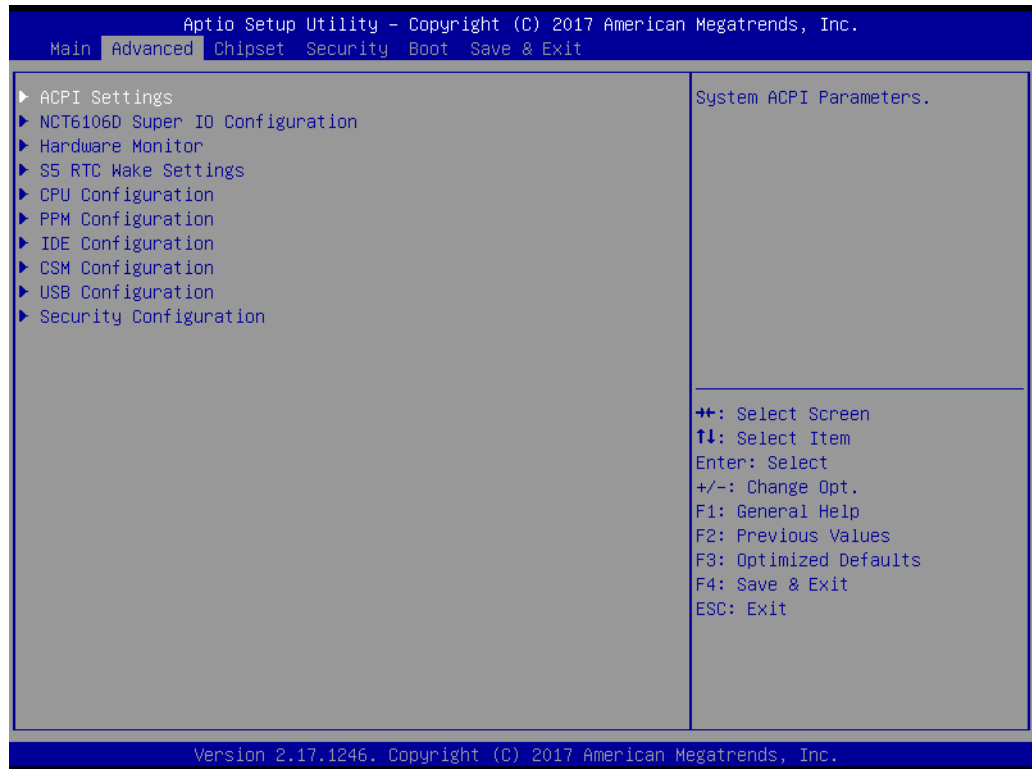 Aptio Setup Utility – Copyright (C) 2017 American Megatrends, Inc.
Main Advanced Chipset Security Boot Save & Exit
▶ ACPI Settings
▶ NCT6106D Super IO Configuration
▶ Hardware Monitor
▶ S5 RTC Wake Settings
▶ CPU Configuration
▶ PPM Configuration
▶ IDE Configuration
▶ CSM Configuration
▶ USB Configuration
▶ Security Configuration
System ACPI Parameters.
→←: Select Screen
↑↓: Select Item
Enter: Select
+/-: Change Opt.
F1: General Help
F2: Previous Values
F3: Optimized Defaults
F4: Save & Exit
ESC: Exit
Version 2.17.1246. Copyright (C) 2017 American Megatrends, Inc.